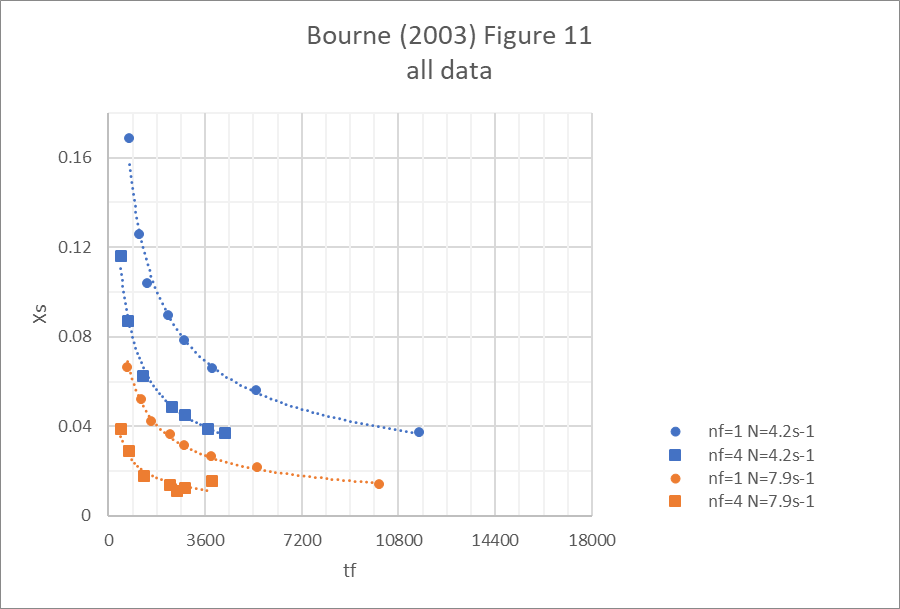 Bourne (2003) Figure 11
all data
0.16
0.12
0.08
0.04
0
Xs
0 3600 7200 10800 14400 18000
tf
nf=1 N=4.2s-1
nf=4 N=4.2s-1
nf=1 N=7.9s-1
nf=4 N=7.9s-1